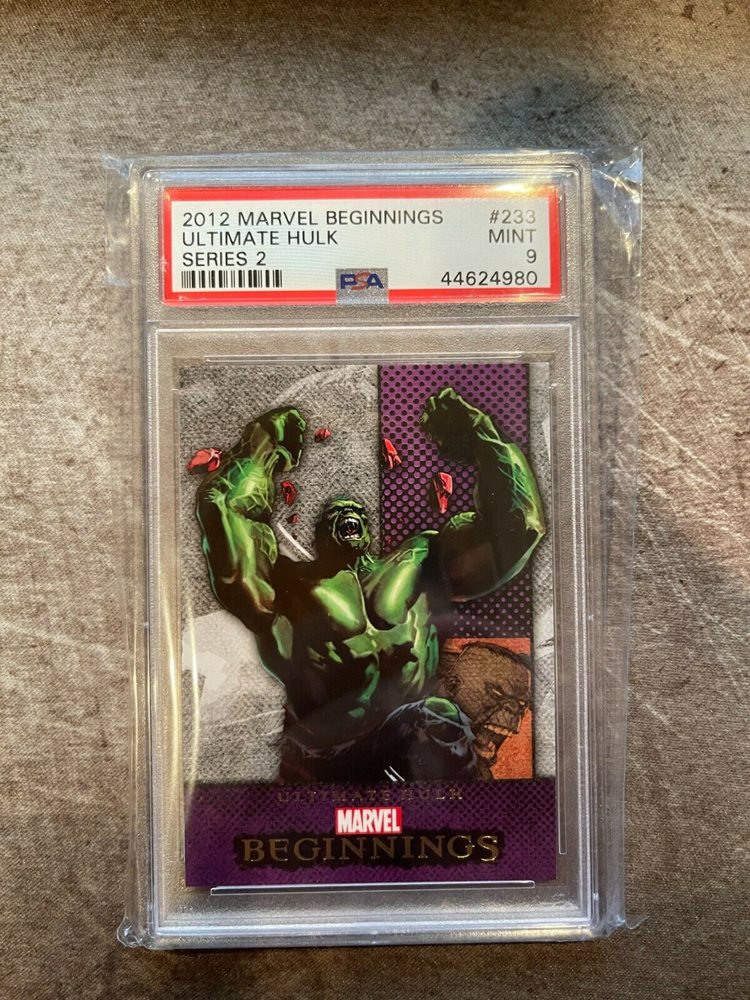 2012 MARVEL BEGINNINGS #233
ULTIMATE HULK MINT
SERIES 2 9
PSA 44624980
ULTIMATE HULK
MARVEL
BEGINNINGS